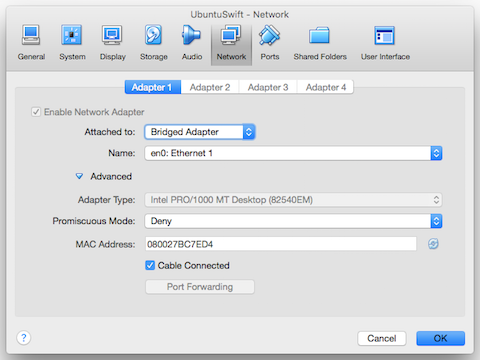 UbuntuSwift - Network
General System Display Storage Audio Network Ports Shared Folders User Interface
Adapter 1 Adapter 2 Adapter 3 Adapter 4
Enable Network Adapter
Attached to: Bridged Adapter
Name: en0: Ethernet 1
Advanced
Adapter Type: Intel PRO/1000 MT Desktop (82540EM)
Promiscuous Mode: Deny
MAC Address: 080027BC7ED4
Cable Connected
Port Forwarding
? Cancel OK